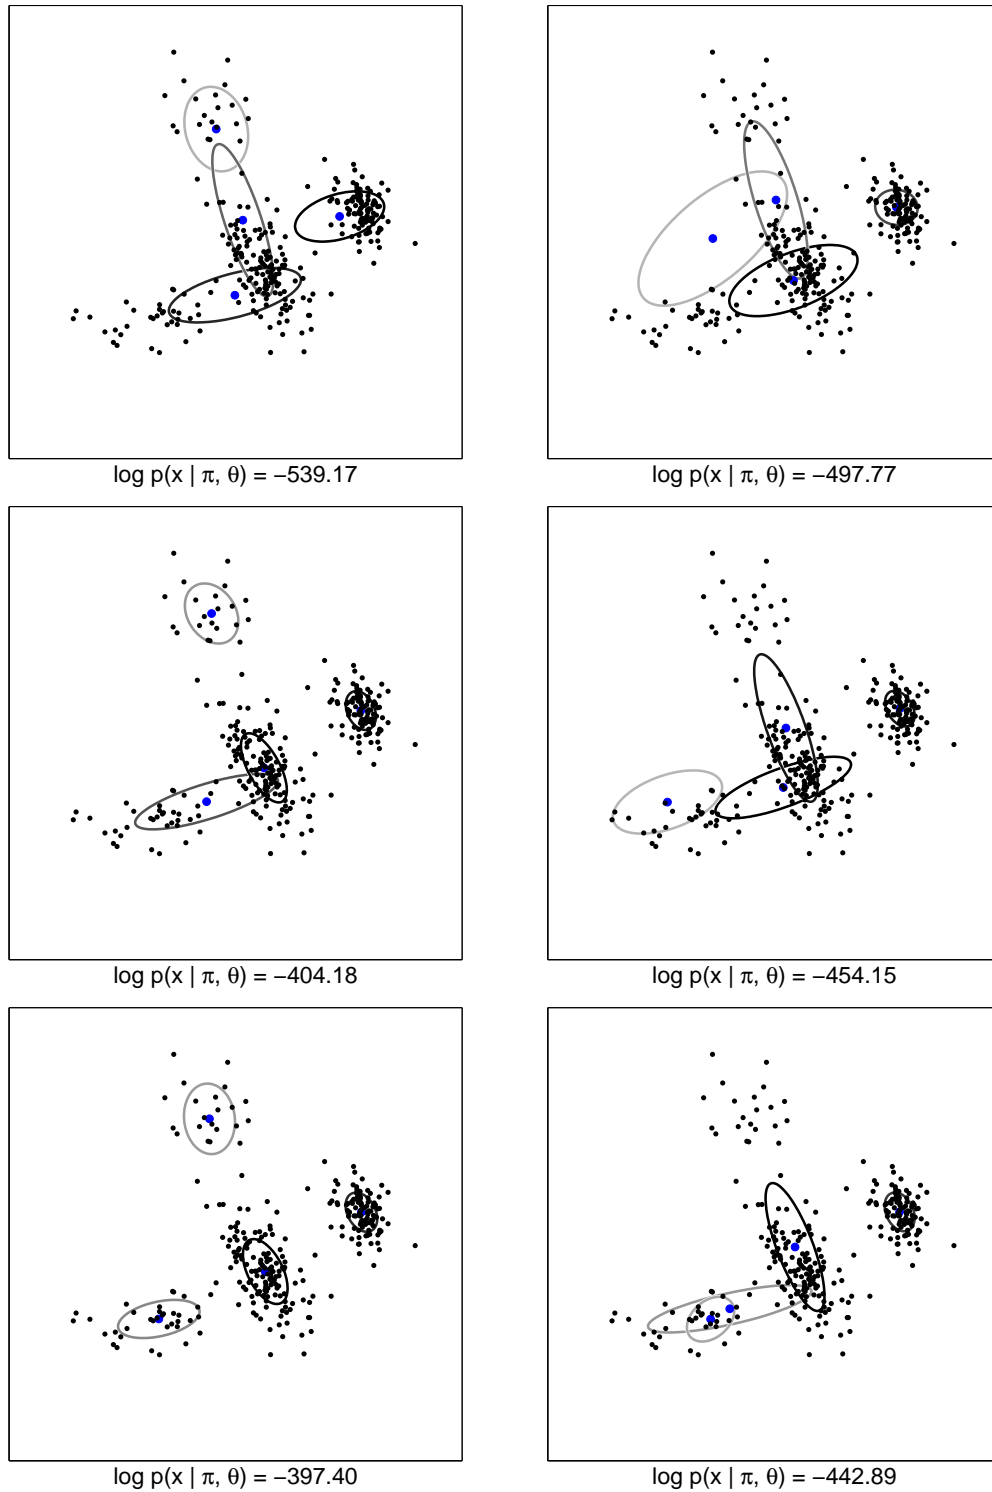 log p(x | π, θ) = −539.17
log p(x | π, θ) = −497.77
log p(x | π, θ) = −404.18
log p(x | π, θ) = −454.15
log p(x | π, θ) = −397.40
log p(x | π, θ) = −442.89